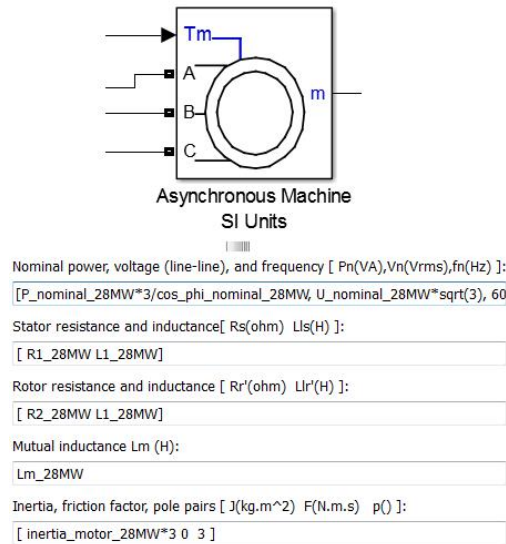 Tm
A
m
B
C
Asynchronous Machine
SI Units
Nominal power, voltage (line-line), and frequency [ Pn(VA),Vn(Vrms),fn(Hz) ]:
[P_nominal_28MW*3/cos_phi_nominal_28MW, U_nominal_28MW*sqrt(3), 60
Stator resistance and inductance[ Rs(ohm)  Lls(H) ]:
[ R1_28MW L1_28MW]
Rotor resistance and inductance [ Rr'(ohm)  Llr'(H) ]:
[ R2_28MW L1_28MW]
Mutual inductance Lm (H):
Lm_28MW
Inertia, friction factor, pole pairs [ J(kg.m^2)  F(N.m.s)   p() ]:
[ inertia_motor_28MW*3 0  3 ]